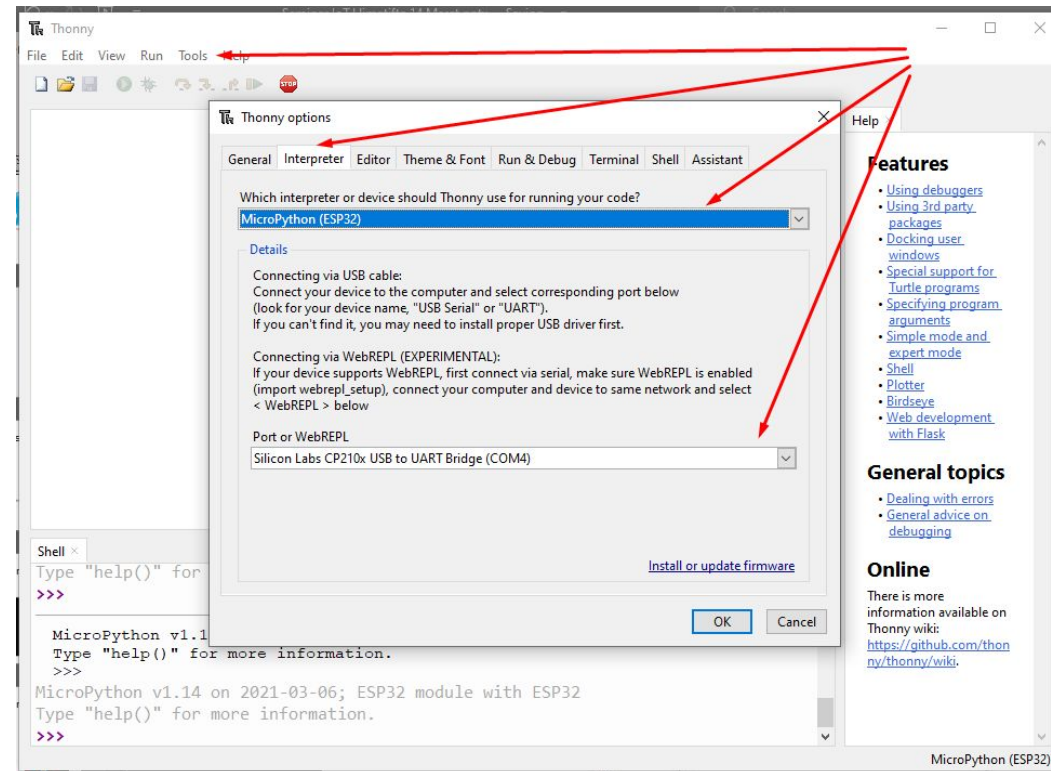 Thonny
File Edit View Run Tools Help
Thonny options
General Interpreter Editor Theme & Font Run & Debug Terminal Shell Assistant
Which interpreter or device should Thonny use for running your code?
MicroPython (ESP32)
Details
Connecting via USB cable:
Connect your device to the computer and select corresponding port below
(look for your device name, "USB Serial" or "UART").
If you can't find it, you may need to install proper USB driver first.
Connecting via WebREPL (EXPERIMENTAL):
If your device supports WebREPL, first connect via serial, make sure WebREPL is enabled
(import webrepl_setup), connect your computer and device to same network and select
< WebREPL > below
Port or WebREPL
Silicon Labs CP210x USB to UART Bridge (COM4)
Install or update firmware
OK Cancel
Help
Features
• Using debuggers
• Using 3rd party
packages
• Docking user
windows
• Special support for
Turtle programs
• Specifying program
arguments
• Simple mode and
expert mode
• Shell
• Plotter
• Birdseye
• Web development
with Flask
General topics
• Dealing with errors
• General advice on
debugging
Online
There is more
information available on
Thonny wiki:
https://github.com/thon
ny/thonny/wiki.
Shell
Type "help()" for
>>>
MicroPython v1.1
Type "help()" for more information.
>>>
MicroPython v1.14 on 2021-03-06; ESP32 module with ESP32
Type "help()" for more information.
>>>
MicroPython (ESP32)